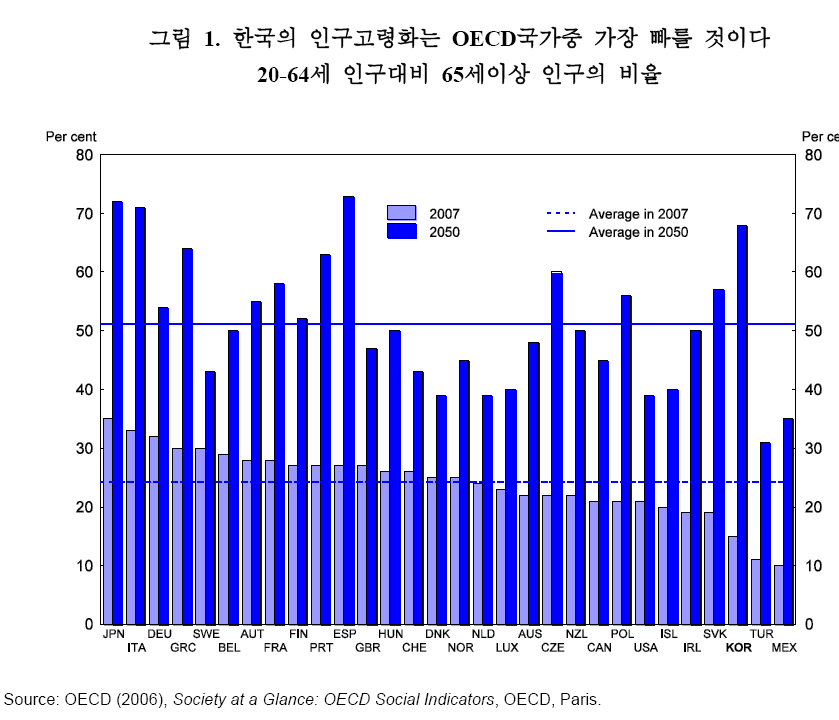 그림 1. 한국의 인구고령화는 OECD국가중 가장 빠를 것이다
20-64세 인구대비 65세이상 인구의 비율
Per cent
Per ce
80
80
2007
Average in 2007
70
70
2050
Average in 2050
60
60
50
50
40
40
30
30
20
20
10
10
0
0
JPN DEU SWE AUT FIN ESP HUN DNK NLD AUS NZL POL ISL SVK TUR
ITA GRC BEL FRA PRT GBR CHE NOR LUX CZE CAN USA IRL KOR MEX
Source: OECD (2006), Society at a Glance: OECD Social Indicators, OECD, Paris.